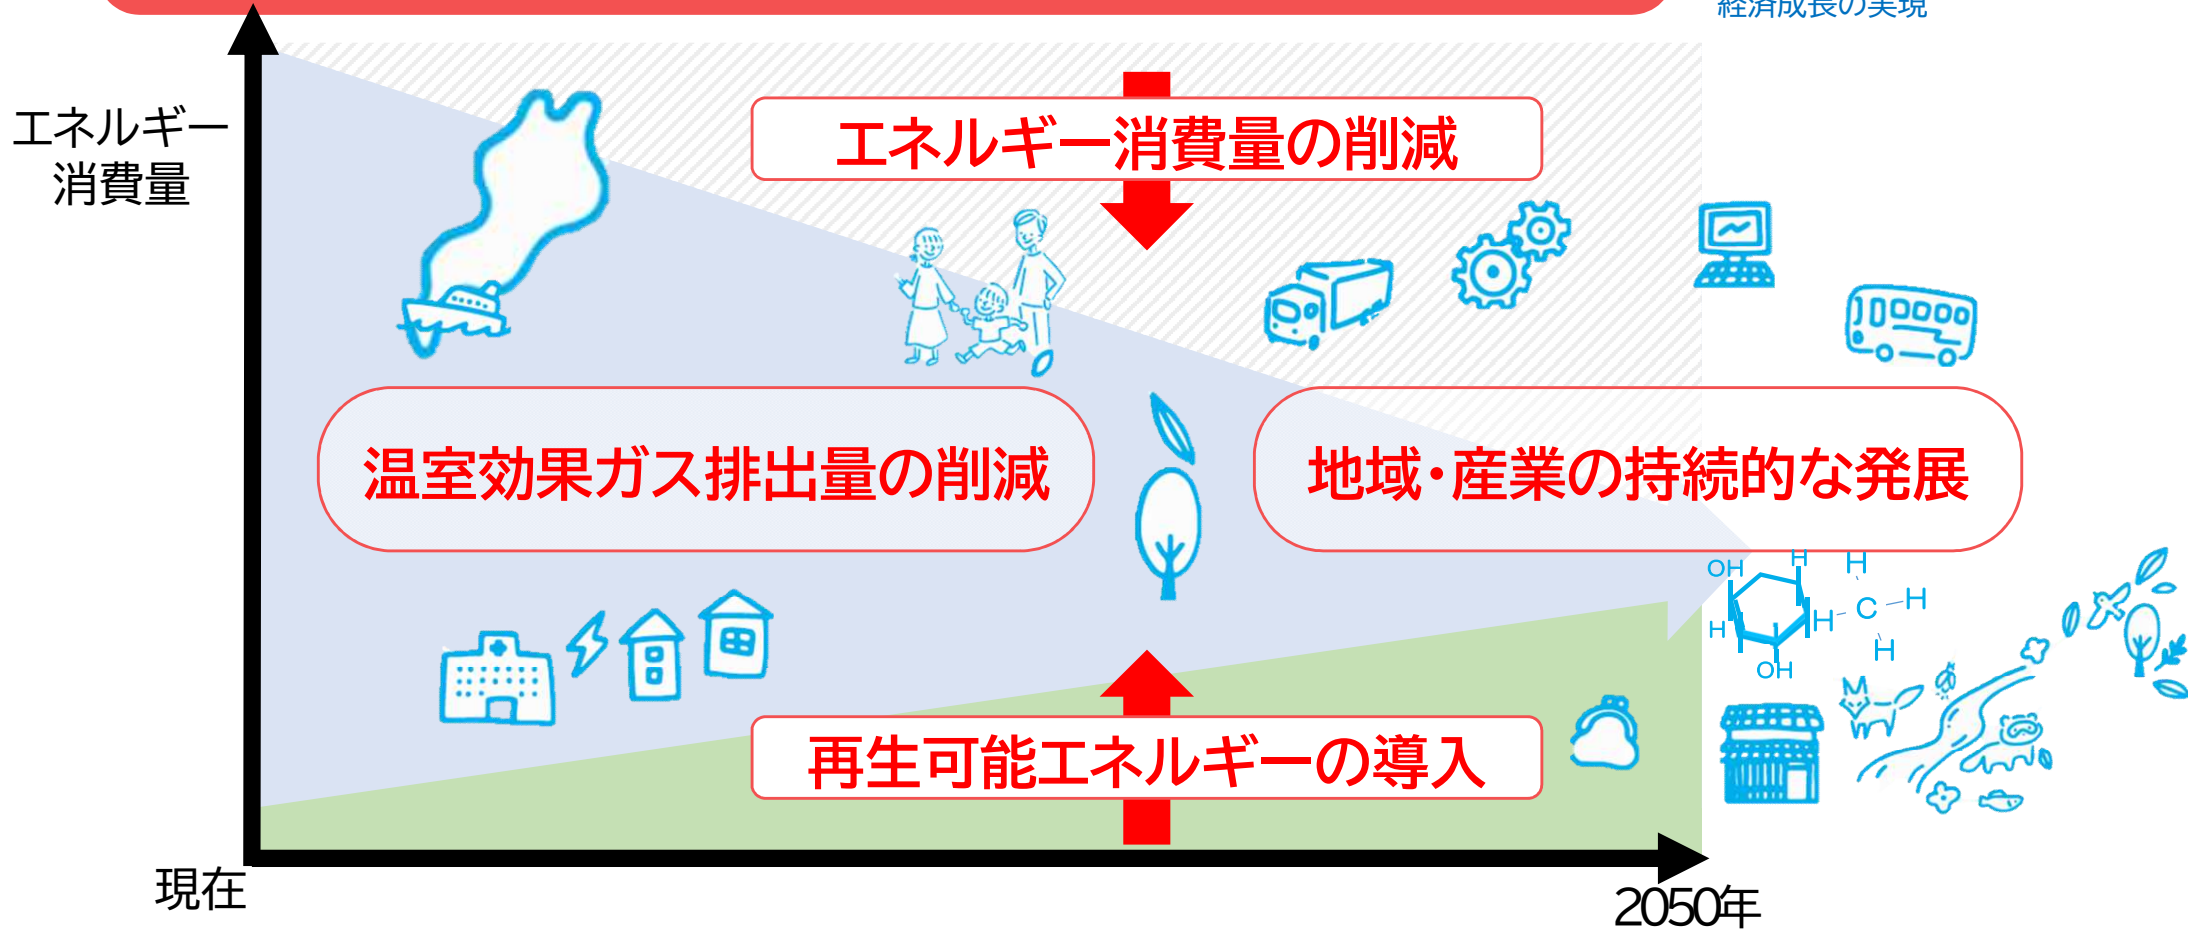 経済成長の実現
エネルギー
消費量
エネルギー消費量の削減
温室効果ガス排出量の削減
地域・産業の持続的な発展
OH
H
H
H
C
H
H
H
OH
再生可能エネルギーの導入
現在
2050年